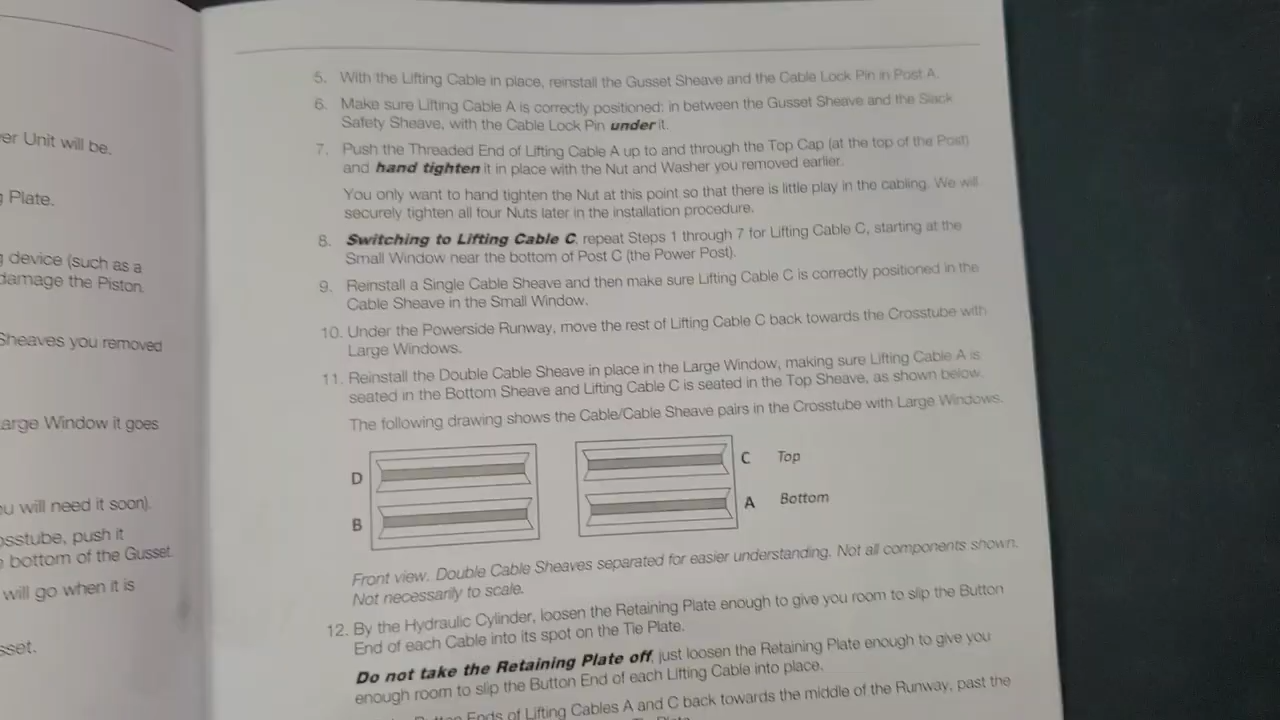 er Unit will be.
Plate.
device (such as a
damage the Piston.
Sheaves you removed
arge Window it goes
ou will need it soon).
osstube, push it
bottom of the Gusset.
will go when it is
sset.
5. With the Lifting Cable in place, reinstall the Gusset Sheave and the Cable Lock Pin in Post A.
6. Make sure Lifting Cable A is correctly positioned: in between the Gusset Sheave and the Slack
Safety Sheave, with the Cable Lock Pin under it.
7. Push the Threaded End of Lifting Cable A up to and through the Top Cap (at the top of the Post)
and hand tighten it in place with the Nut and Washer you removed earlier.
You only want to hand tighten the Nut at this point so that there is little play in the cabling. We will
securely tighten all four Nuts later in the installation procedure.
8. Switching to Lifting Cable C, repeat Steps 1 through 7 for Lifting Cable C, starting at the
Small Window near the bottom of Post C (the Power Post).
9. Reinstall a Single Cable Sheave and then make sure Lifting Cable C is correctly positioned in the
Cable Sheave in the Small Window.
10. Under the Powerside Runway, move the rest of Lifting Cable C back towards the Crosstube with
Large Windows.
11. Reinstall the Double Cable Sheave in place in the Large Window, making sure Lifting Cable A is
seated in the Bottom Sheave and Lifting Cable C is seated in the Top Sheave, as shown below.
The following drawing shows the Cable/Cable Sheave pairs in the Crosstube with Large Windows.
D
C Top
B
A Bottom
Front view. Double Cable Sheaves separated for easier understanding. Not all components shown.
Not necessarily to scale.
12. By the Hydraulic Cylinder, loosen the Retaining Plate enough to give you room to slip the Button
End of each Cable into its spot on the Tie Plate.
Do not take the Retaining Plate off, just loosen the Retaining Plate enough to give you
enough room to slip the Button End of each Lifting Cable into place.
Ends of Lifting Cables A and C back towards the middle of the Runway, past the